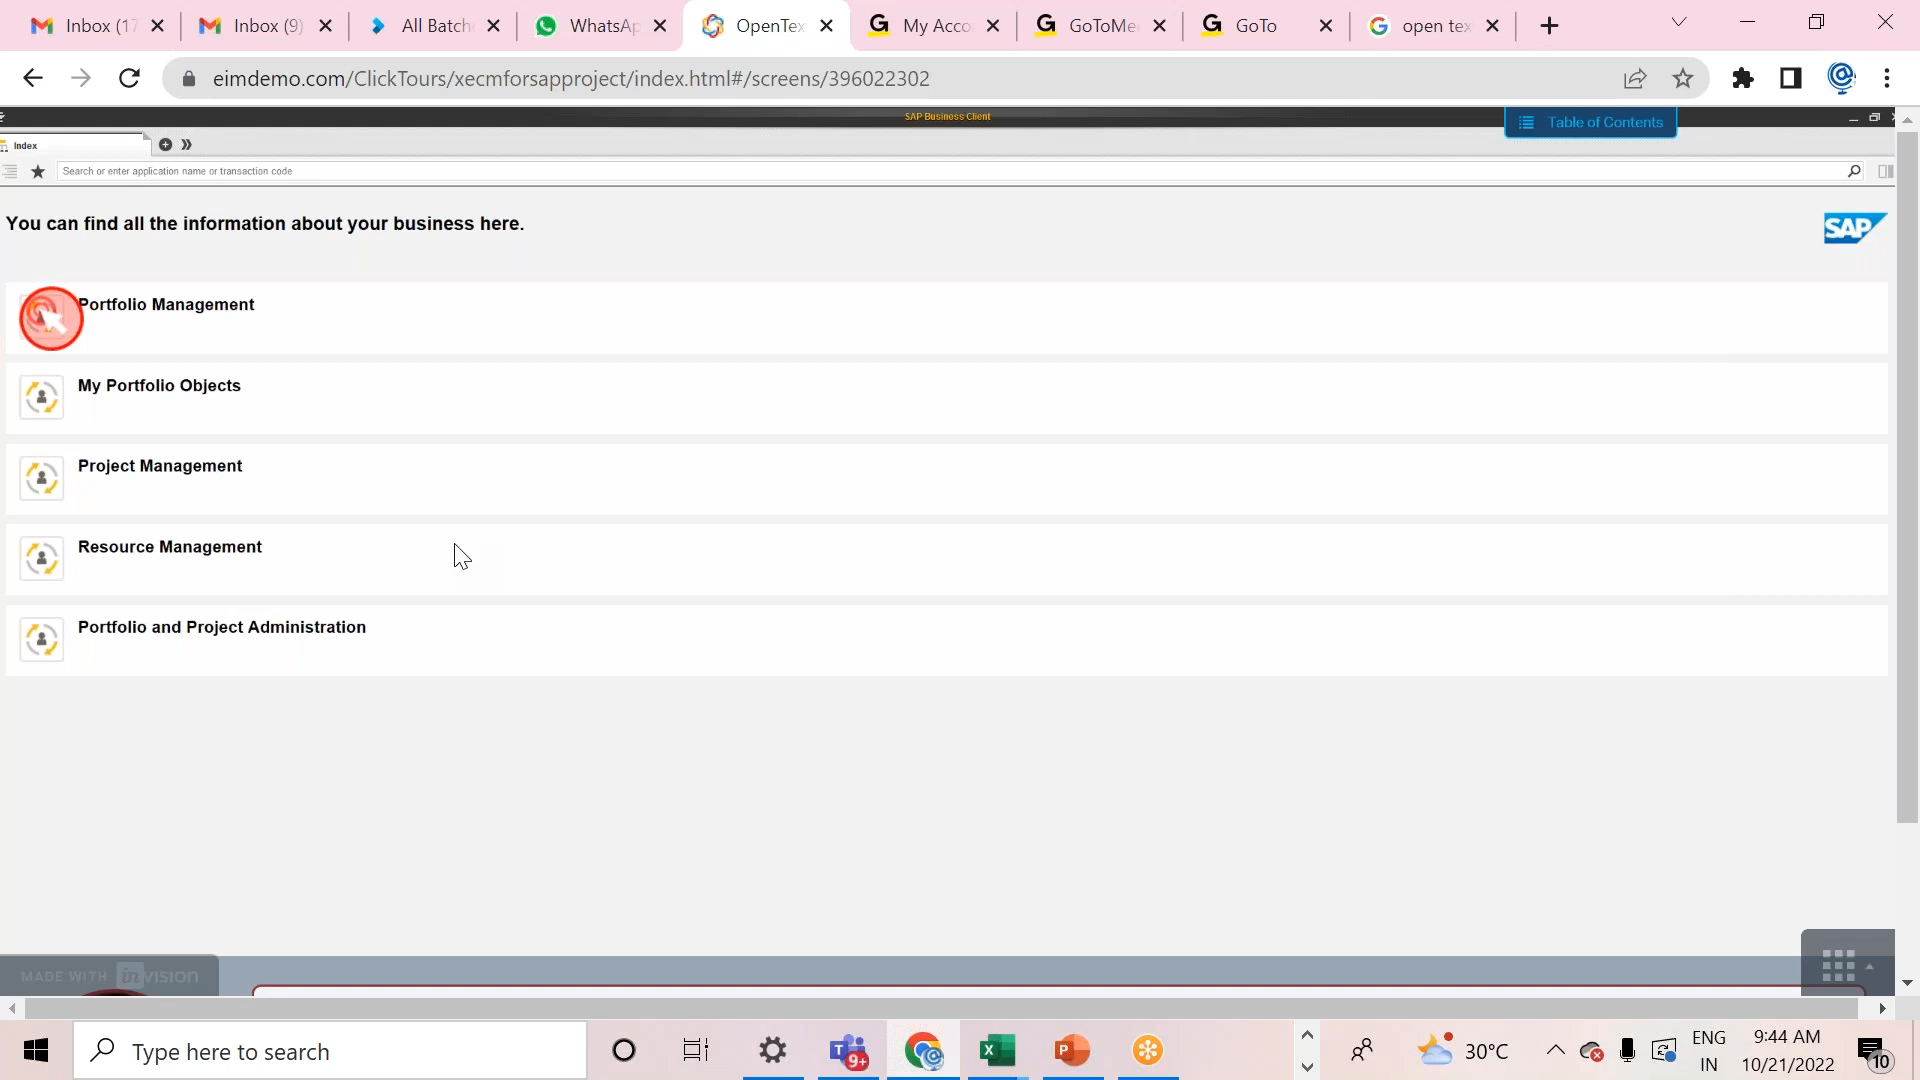 Inbox (17
Inbox (9)
All Batch
WhatsAp
OpenTex
My Acco
GoToMe
GoTo
open tex
eimdemo.com/ClickTours/xecmforsapproject/index.html#/screens/396022302
SAP Business Client
Table of Contents
Index
Search or enter application name or transaction code
You can find all the information about your business here.
SAP
Portfolio Management
My Portfolio Objects
Project Management
Resource Management
Portfolio and Project Administration
MADE WITH inVISION
Type here to search
9+
30°C
ENG
IN
9:44 AM
10/21/2022
10